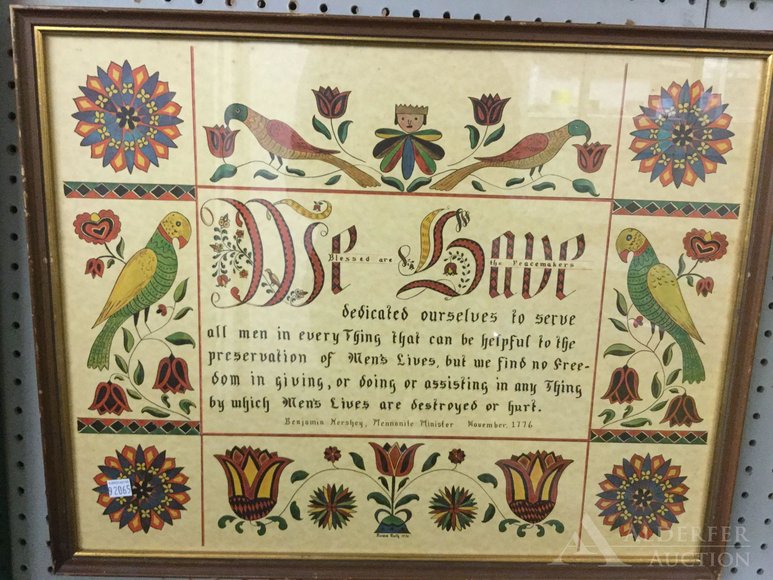 We Have
Blessed are the Peacemakers
dedicated ourselves to serve
all men in every Thing that can be helpful to the
preservation of Men's Lives, but we find no Free-
dom in giving, or doing or assisting in any Thing
by which Men's Lives are destroyed or hurt.
Benjamin Hershey, Mennonite Minister November, 1776
ALDERFER
AUCTION